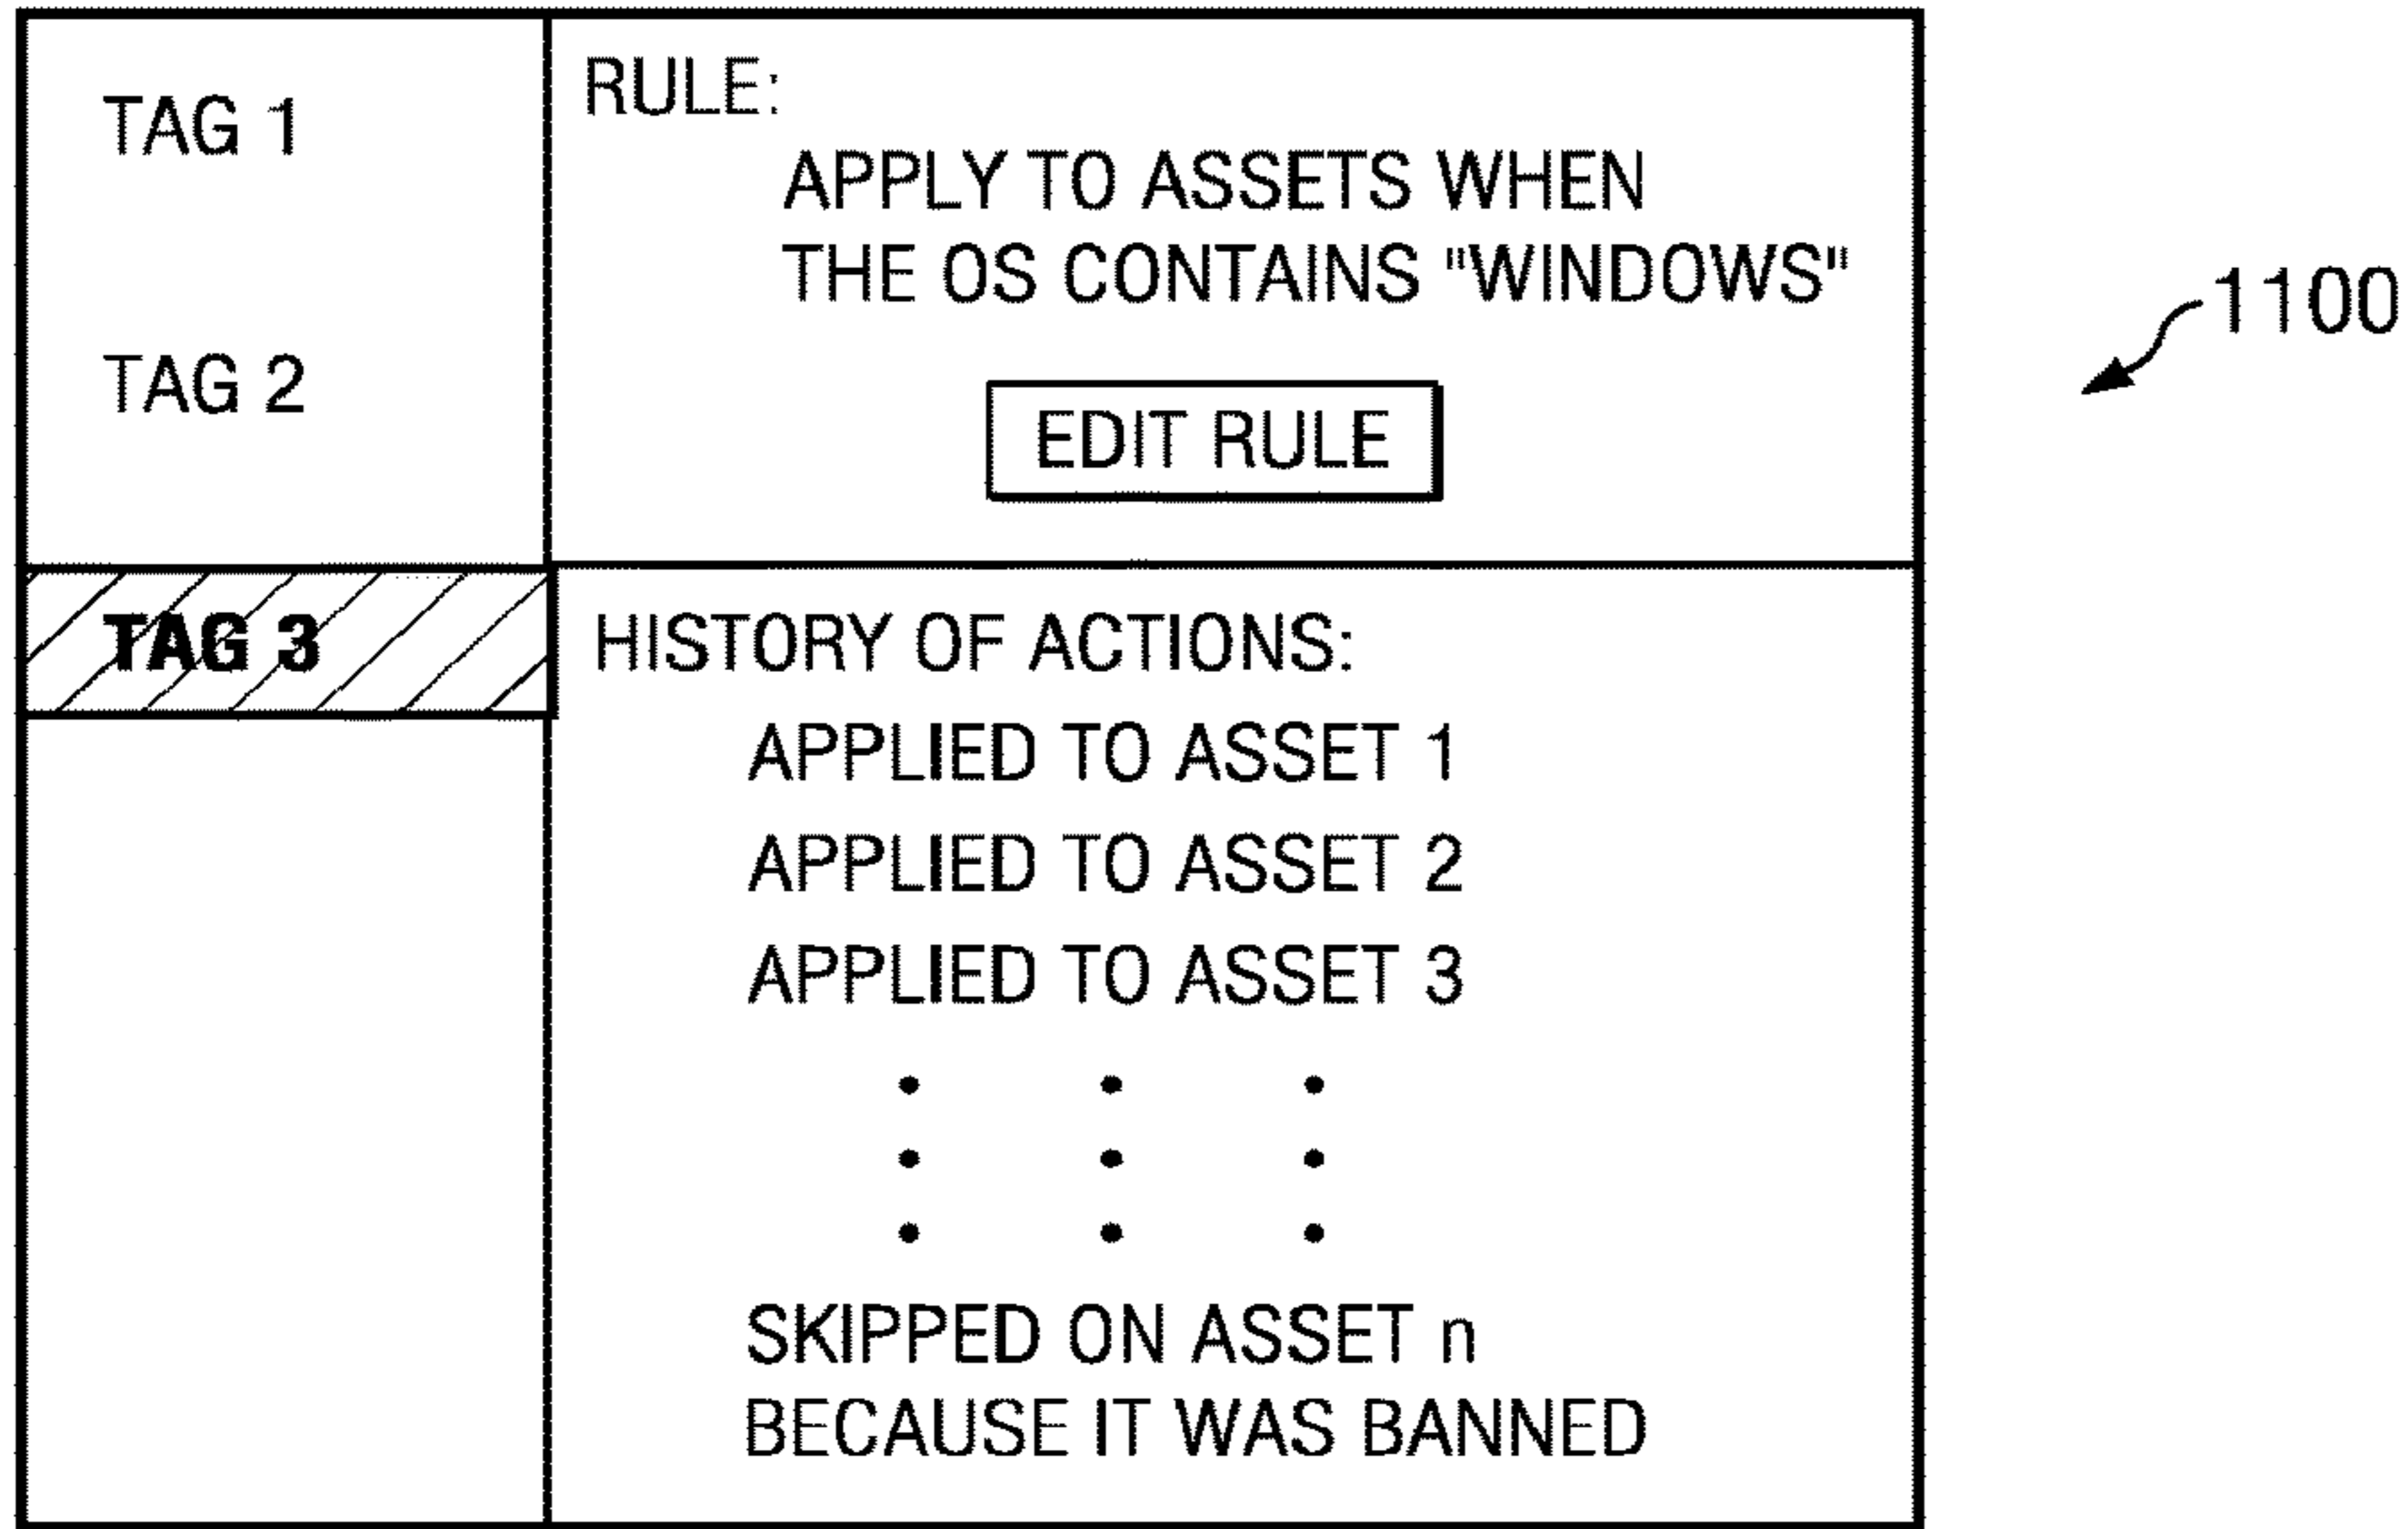 TAG 1
TAG 2
TAG 3
RULE:
APPLY TO ASSETS WHEN
THE OS CONTAINS "WINDOWS"
EDIT RULE
HISTORY OF ACTIONS:
APPLIED TO ASSET 1
APPLIED TO ASSET 2
APPLIED TO ASSET 3
SKIPPED ON ASSET n
BECAUSE IT WAS BANNED
1100